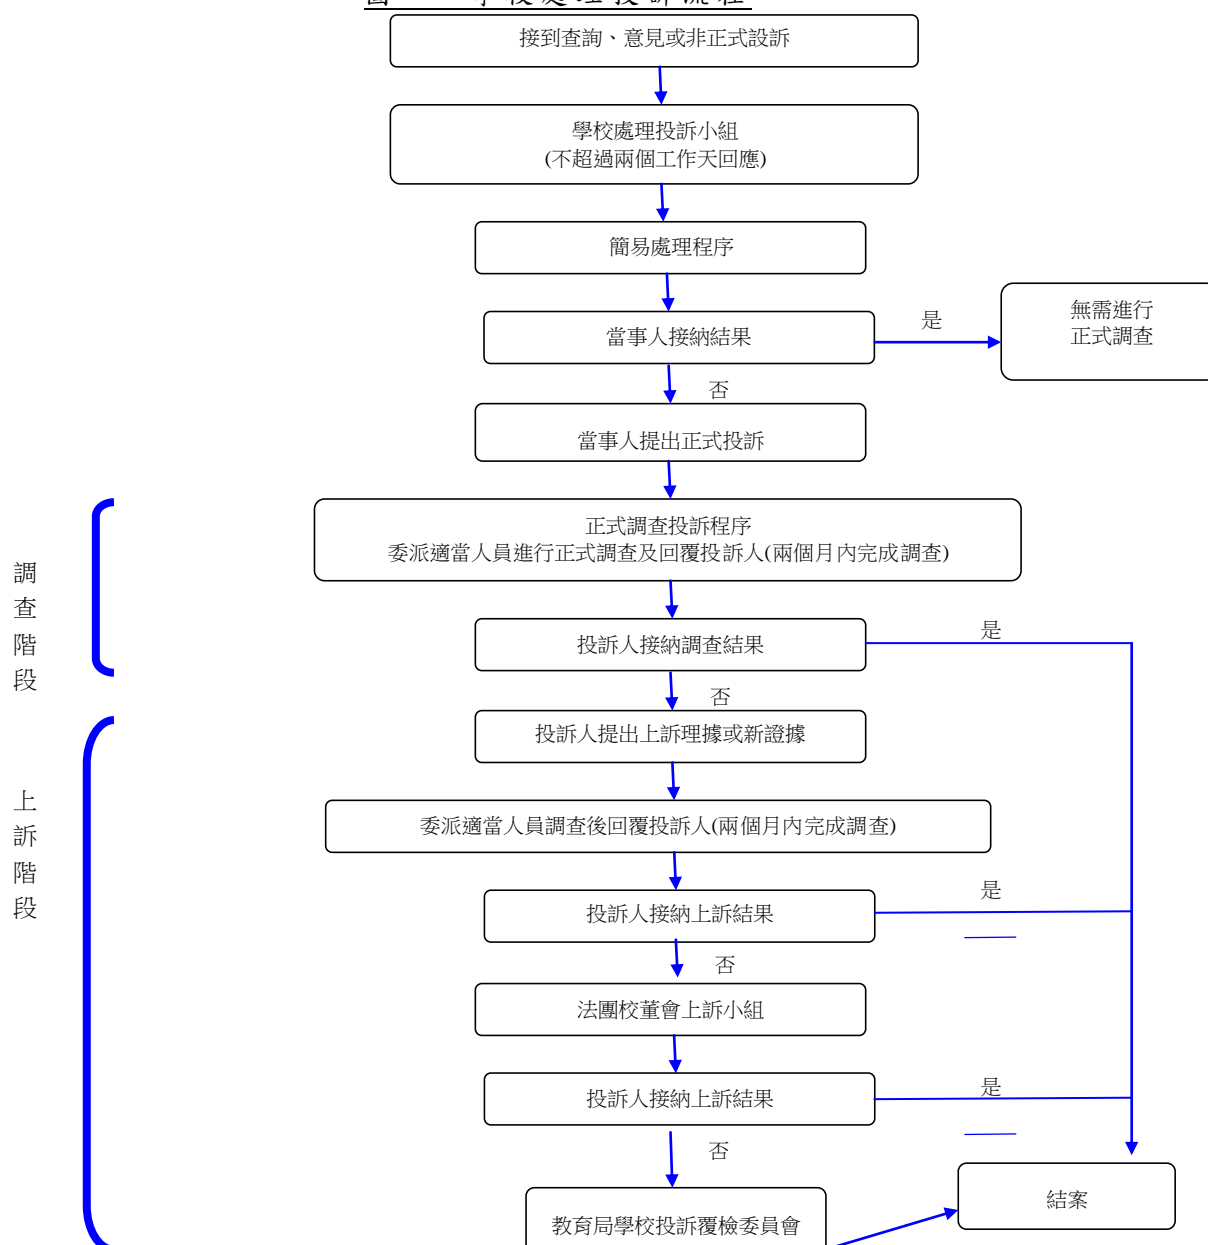 學校處理投訴流程
接到查詢、意見或非正式設訴
學校處理投訴小組
(不超過兩個工作天回應)
簡易處理程序
當事人接納結果
是
無需進行
正式調查
否
當事人提出正式投訴
調查階段
正式調查投訴程序
委派適當人員進行正式調查及回覆投訴人(兩個月內完成調查)
投訴人接納調查結果
是
否
上訴階段
投訴人提出上訴理據或新證據
委派適當人員調查後回覆投訴人(兩個月內完成調查)
投訴人接納上訴結果
是
否
法團校董會上訴小組
投訴人接納上訴結果
是
否
結案
教育局學校投訴覆檢委員會